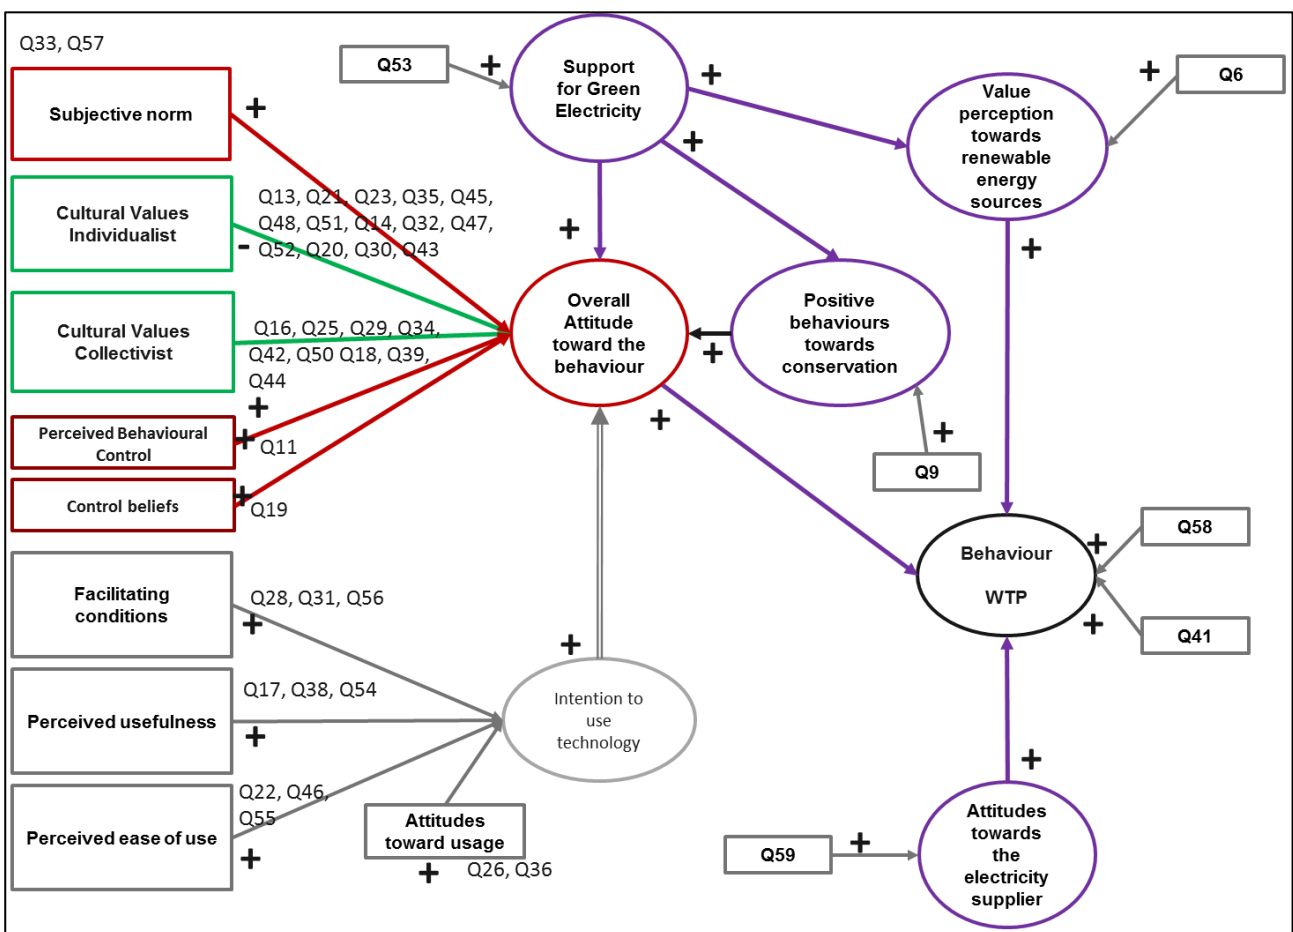 Q33, Q57
Subjective norm
+
Q53
+
Support
for Green
Electricity
+
+
+
Value
perception
towards
renewable
energy
sources
+
Q6
+
Cultural Values
Individualist
-
Q13, Q21, Q23, Q35, Q45,
Q48, Q51, Q14, Q32, Q47,
Q52, Q20, Q30, Q43
Cultural Values
Collectivist
Q16, Q25, Q29, Q34,
Q42, Q50 Q18, Q39,
Q44
+
Overall
Attitude
toward the
behaviour
+
Positive
behaviours
towards
conservation
+
Q9
+
Perceived Behavioural
Control
+
Q11
Control beliefs
+
Q19
Facilitating
conditions
Q28, Q31, Q56
+
Perceived usefulness
Q17, Q38, Q54
+
Perceived ease of use
Q22, Q46,
Q55
+
Attitudes
toward usage
+
Q26, Q36
+
Intention to
use
technology
Behaviour
WTP
+
Q58
+
Q41
+
Attitudes
towards
the
electricity
supplier
Q59
+